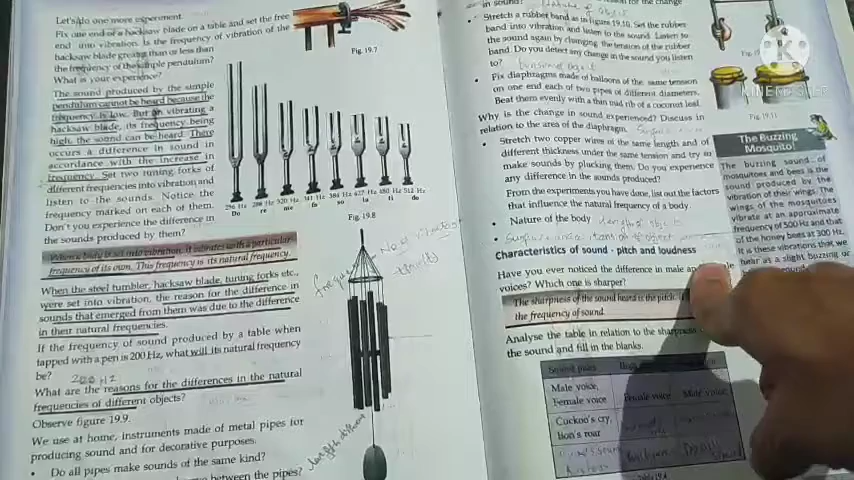 Let's do one more experiment.
Fix one end of a hacksaw blade on a table and set the free
end into vibration. Is the frequency of vibration of the
hacksaw blade greater than or less than
the frequency of the simple pendulum?
What is your experience?
The sound produced by the simple
pendulum cannot be heard because the
frequency is low. But on vibrating a
hacksaw blade, its frequency being
high, the sound can be heard. There
occurs a difference in sound in
accordance with the increase in
frequency. Set two tuning forks of
different frequencies into vibration and
listen to the sounds. Notice the
frequency marked on each of them.
Don't you experience the difference in
the sounds produced by them?
Fig. 19.7
256 Hz 288 Hz 320 Hz 341 Hz 384 Hz 427 Hz 480 Hz 512 Hz
Do re me fa so la ti do
Fig. 19.8
When a body is set into vibration, it vibrates with a particular
frequency of its own. This frequency is its natural frequency.
When the steel tumbler, hacksaw blade, tuning forks etc.,
were set into vibration, the reason for the difference in
sounds that emerged from them was due to the difference
in their natural frequencies.
If the frequency of sound produced by a table when
tapped with a pen is 200 Hz, what will its natural frequency
be? 200 Hz
What are the reasons for the differences in the natural
frequencies of different objects?
Observe figure 19.9.
We use at home, instruments made of metal pipes for
producing sound and for decorative purposes.
• Do all pipes make sounds of the same kind?
between the pipes?
in sound?
• Stretch a rubber band as in figure 19.10. Set the rubber
band into vibration and listen to the sound. Listen to
the sound again by changing the tension of the rubber
band. Do you detect any change in the sound you listen
to?
• Fix diaphragms made of balloons of the same tension
on one end each of two pipes of different diameters.
Beat them evenly with a thin mid rib of a coconut leaf.
Why is the change in sound experienced? Discuss in
relation to the area of the diaphragm.
• Stretch two copper wires of the same length and of
different thickness under the same tension and try to
make sounds by plucking them. Do you experience
any difference in the sounds produced?
From the experiments you have done, list out the factors
that influence the natural frequency of a body.
• Nature of the body
•
Characteristics of sound - pitch and loudness
Have you ever noticed the difference in male an
voices? Which one is sharper?
The sharpness of the sound heard is the pitch. It
the frequency of sound.
Analyse the table in relation to the sharpness
the sound and fill in the blanks.
Sound pairs
Male voice,
Female voice
Female voice
Male voice
Cuckoo's cry,
lion's roar
Made with
KINEMASTER
Fig. 19.11
The Buzzing
Mosquito!
The buzzing sound of
mosquitoes and bees is the
sound produced by the
vibration of their wings. The
wings of the mosquitoes
vibrate at an approximate
frequency of 500 Hz and that
of the honey bees at 300 Hz.
It is these vibrations that we
hear as a slight buzzing or